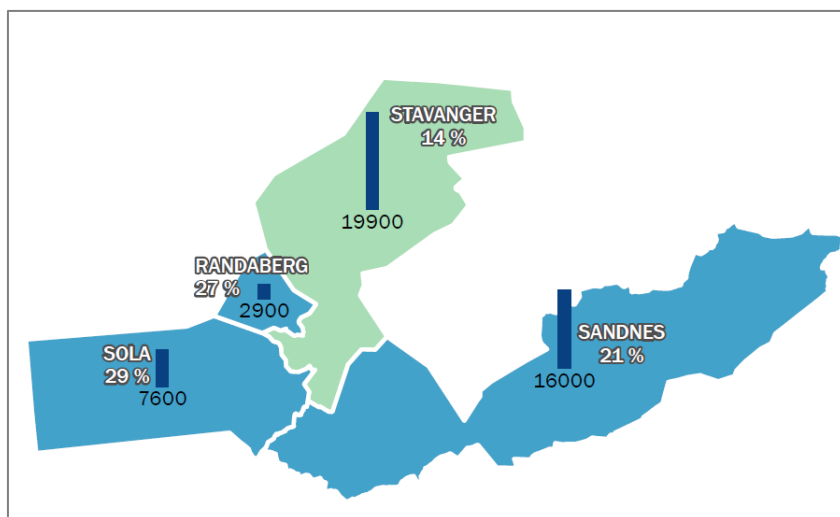 STAVANGER
14 %
19900
RANDABERG
27 %
2900
SOLA
29 %
7600
SANDNES
21 %
16000